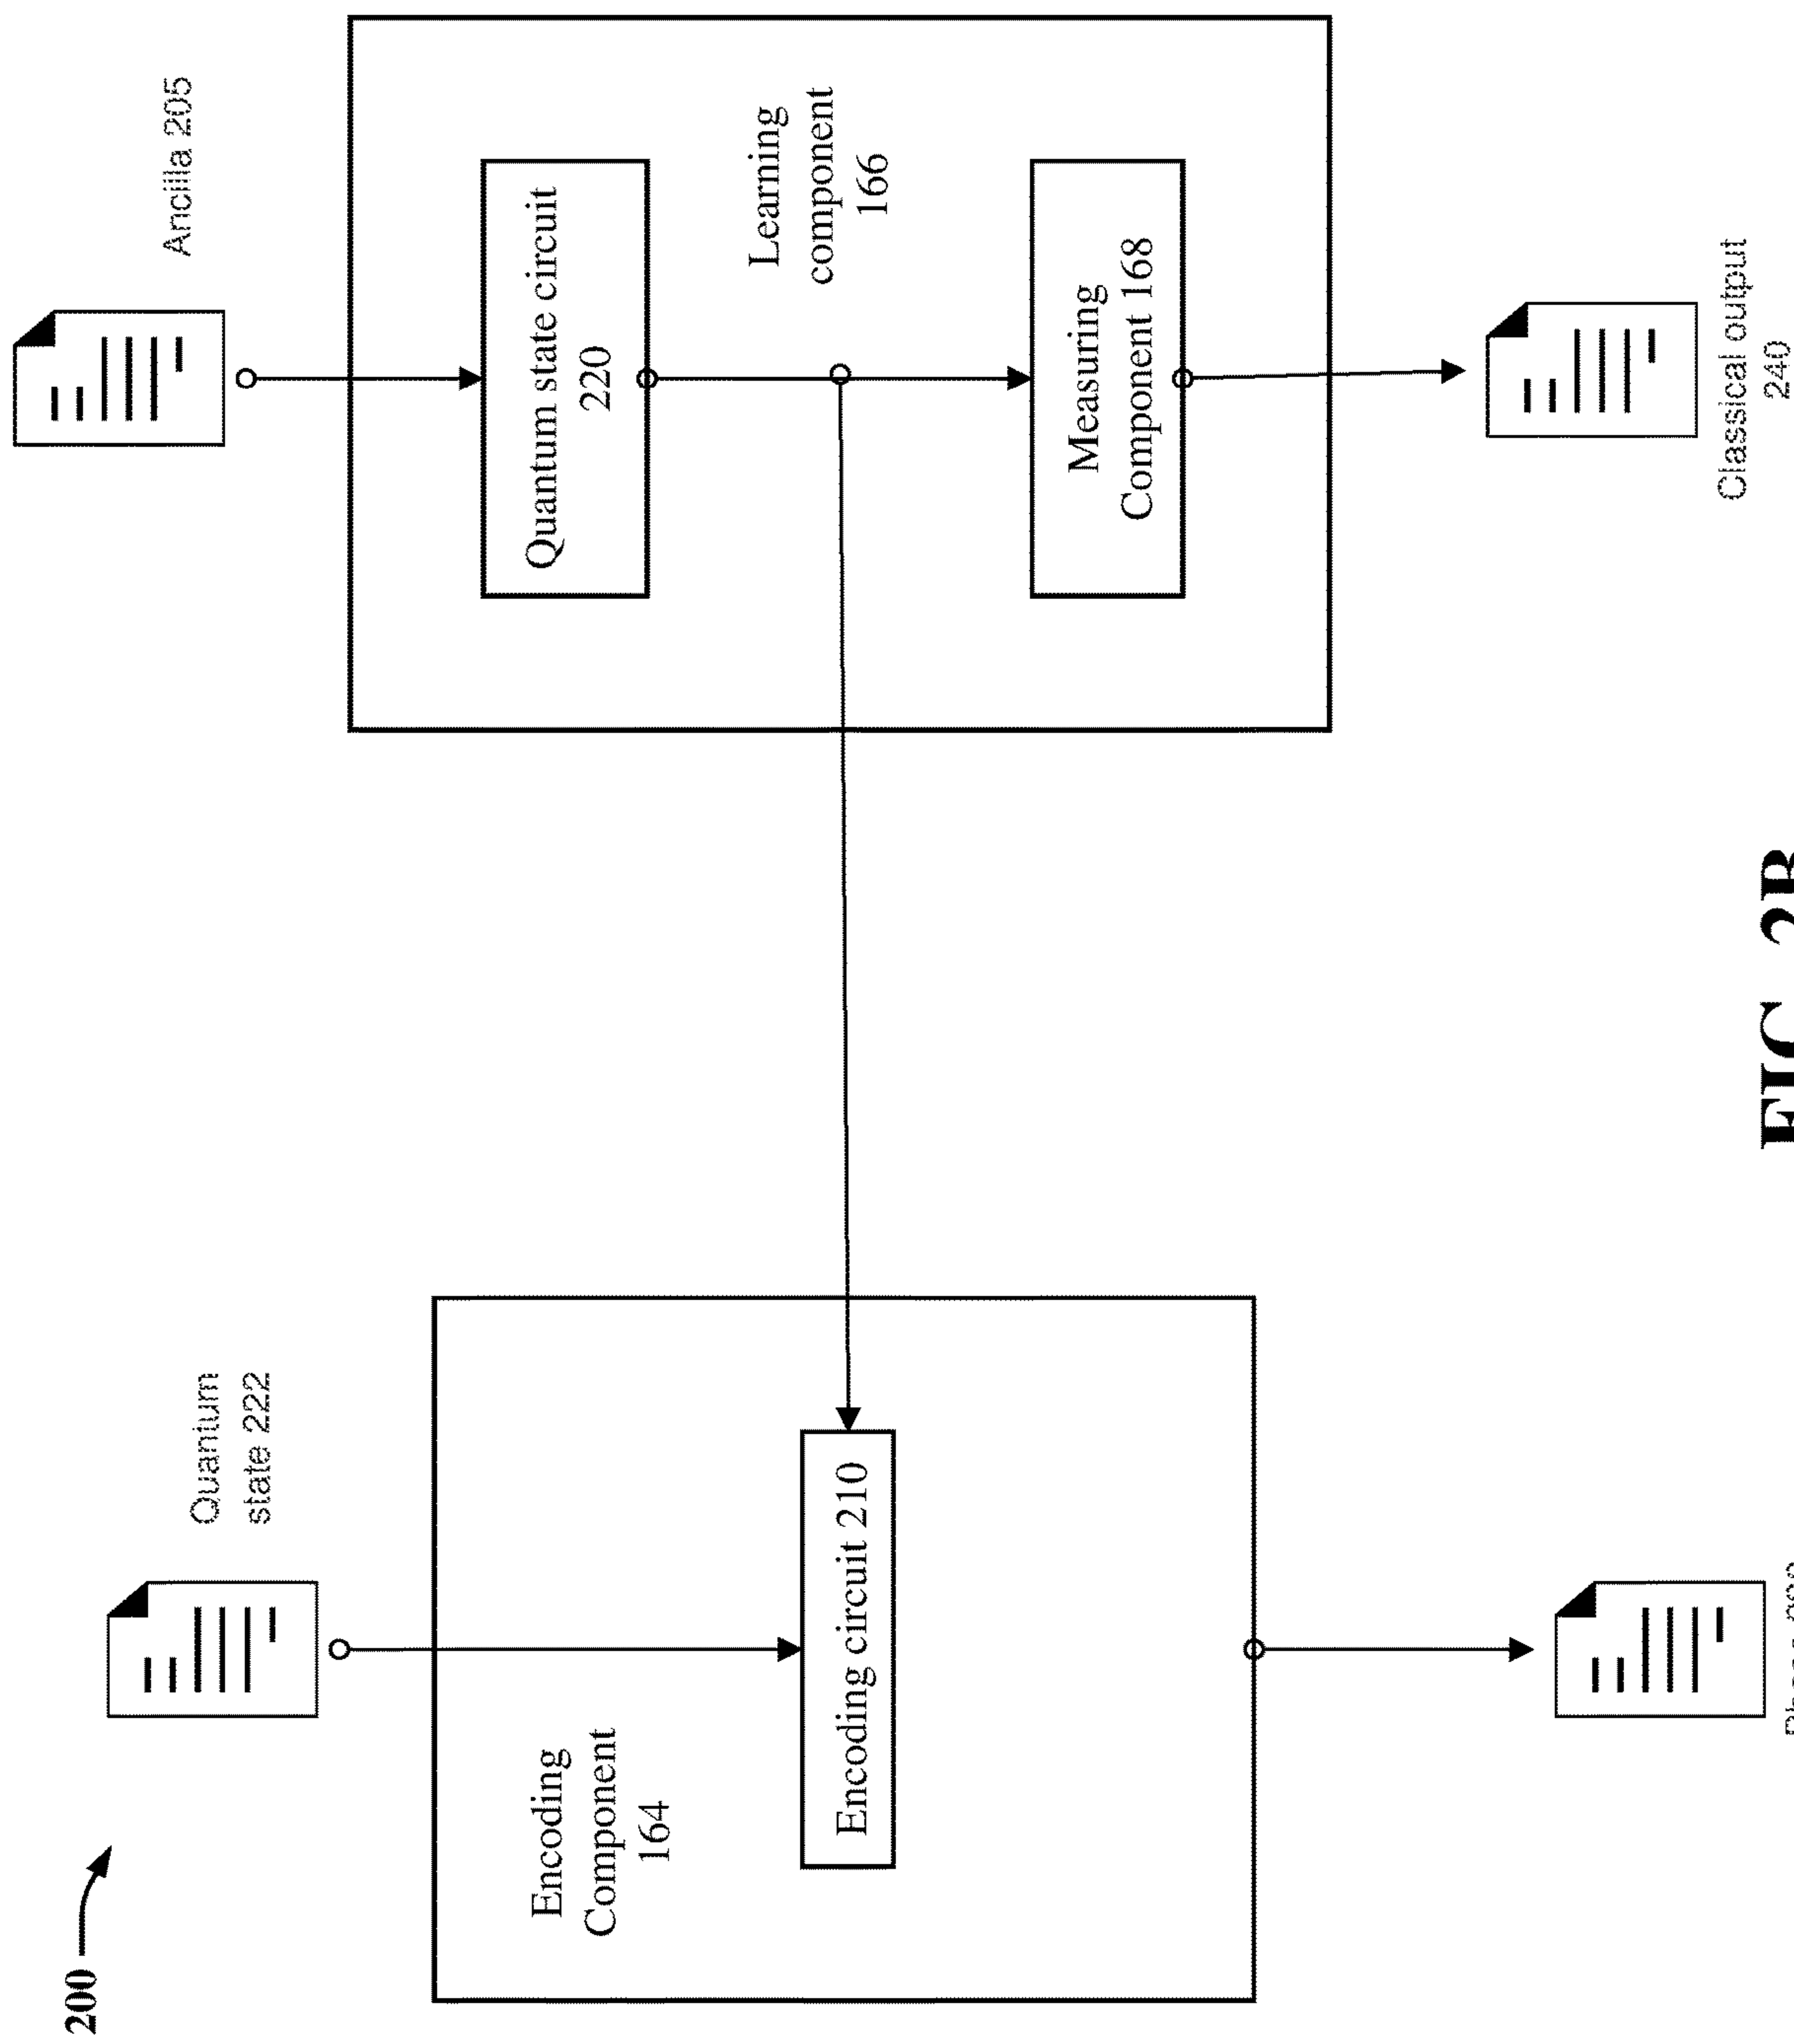 200
Quantum
state 222
Encoding
Component
164
Encoding circuit 210
Ancilla 205
Quantum state circuit
220
Learning
component
166
Measuring
Component 168
Classical output
240